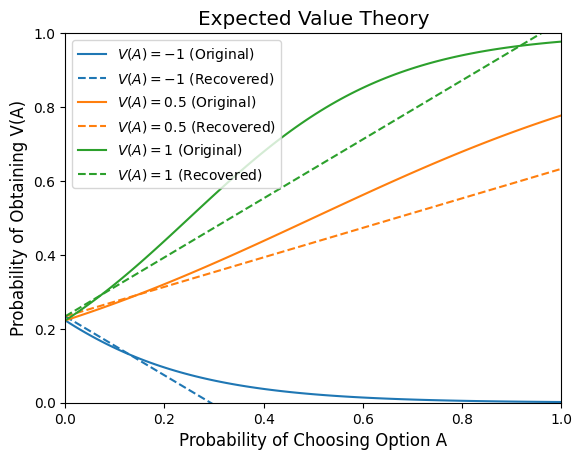 Expected Value Theory
Probability of Obtaining V(A)
1.0
0.8
0.6
0.4
0.2
0.0
V(A) = −1 (Original)
V(A) = −1 (Recovered)
V(A) = 0.5 (Original)
V(A) = 0.5 (Recovered)
V(A) = 1 (Original)
V(A) = 1 (Recovered)
0.0 0.2 0.4 0.6 0.8 1.0
Probability of Choosing Option A